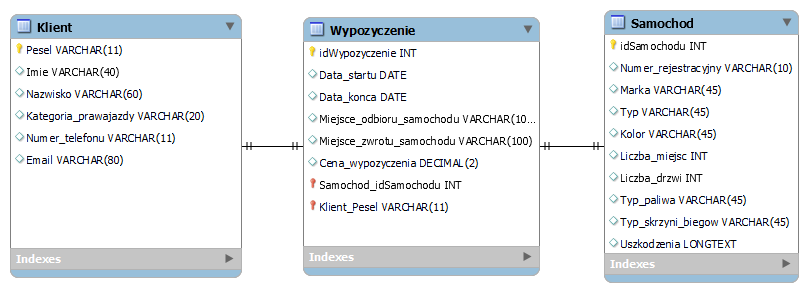 Klient
Pesel VARCHAR(11)
Imie VARCHAR(40)
Nazwisko VARCHAR(60)
Kategoria_prawajazdy VARCHAR(20)
Numer_telefonu VARCHAR(11)
Email VARCHAR(80)
Indexes
Wypozyczenie
idWypozyczenie INT
Data_startu DATE
Data_konca DATE
Miejsce_odbioru_samochodu VARCHAR(10...
Miejsce_zwrotu_samochodu VARCHAR(100)
Cena_wypozyczenia DECIMAL(2)
Samochod_idSamochodu INT
Klient_Pesel VARCHAR(11)
Indexes
Samochod
idSamochodu INT
Numer_rejestracyjny VARCHAR(10)
Marka VARCHAR(45)
Typ VARCHAR(45)
Kolor VARCHAR(45)
Liczba_miejsc INT
Liczba_drzwi INT
Typ_paliwa VARCHAR(45)
Typ_skrzyni_biegow VARCHAR(45)
Uszkodzenia LONGTEXT
Indexes